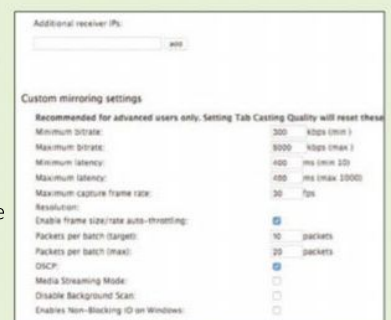 Additional receiver IPs:
add
Custom mirroring settings
Recommended for advanced users only. Setting Tab Casting Quality will reset these
Minimum bitrate: 300 kbps (min )
Maximum bitrate: 5000 kbps (max )
Minimum latency: 400 ms (min 10)
Maximum latency: 400 ms (max 1000)
Maximum capture frame rate: 30 fps
Resolution:
Enable frame size/rate auto-throttling:
Packets per batch (target): 10 packets
Packets per batch (max): 20 packets
DSCP:
Media Streaming Mode:
Disable Background Scan:
Enables Non-Blocking IO on Windows:
e